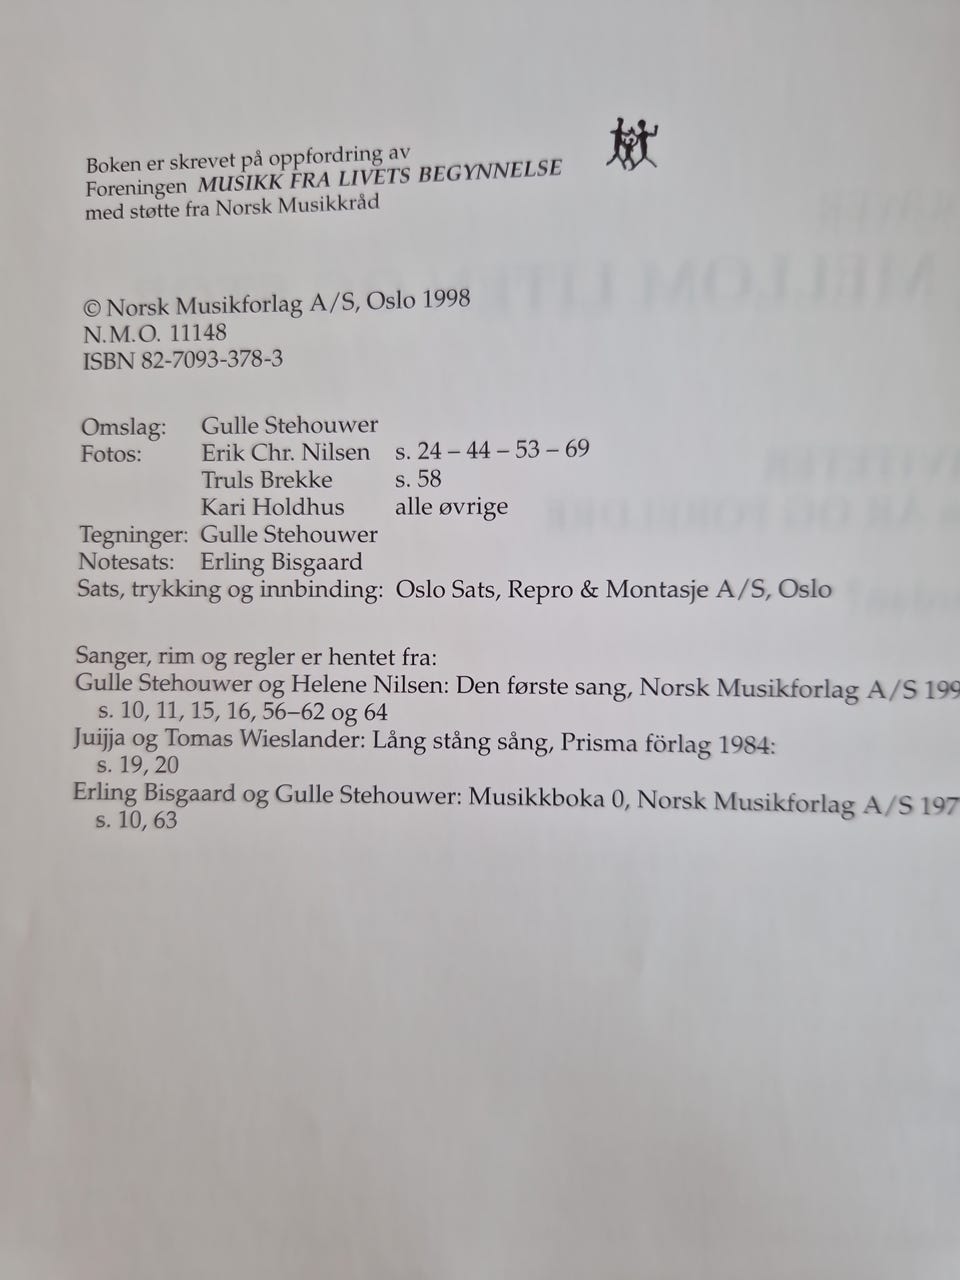 Boken er skrevet på oppfordring av
Foreningen MUSIKK FRA LIVETS BEGYNNELSE
med støtte fra Norsk Musikkråd
© Norsk Musikforlag A/S, Oslo 1998
N.M.O. 11148
ISBN 82-7093-378-3
Omslag: Gulle Stehouwer
Fotos: Erik Chr. Nilsen s. 24 – 44 – 53 – 69
Truls Brekke s. 58
Kari Holdhus alle øvrige
Tegninger: Gulle Stehouwer
Notesats: Erling Bisgaard
Sats, trykking og innbinding: Oslo Sats, Repro & Montasje A/S, Oslo
Sanger, rim og regler er hentet fra:
Gulle Stehouwer og Helene Nilsen: Den første sang, Norsk Musikforlag A/S 199
s. 10, 11, 15, 16, 56–62 og 64
Juijja og Tomas Wieslander: Lång stång sång, Prisma förlag 1984:
s. 19, 20
Erling Bisgaard og Gulle Stehouwer: Musikkboka 0, Norsk Musikforlag A/S 197
s. 10, 63